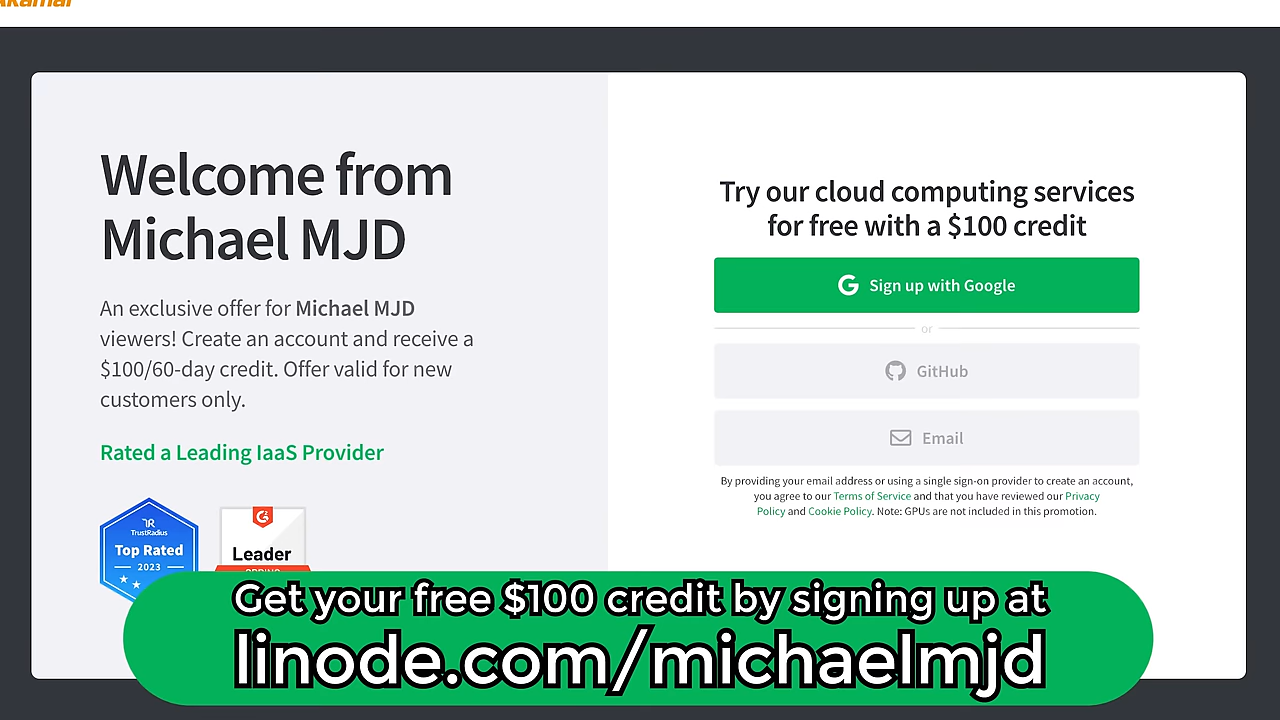 Akamai
Welcome from
Michael MJD
An exclusive offer for Michael MJD
viewers! Create an account and receive a
$100/60-day credit. Offer valid for new
customers only.
Rated a Leading IaaS Provider
TR
TrustRadius
Top Rated
2023
G
Leader
Try our cloud computing services
for free with a $100 credit
G Sign up with Google
or
GitHub
Email
By providing your email address or using a single sign-on provider to create an account,
you agree to our Terms of Service and that you have reviewed our Privacy
Policy and Cookie Policy. Note: GPUs are not included in this promotion.
Get your free $100 credit by signing up at
linode.com/michaelmjd